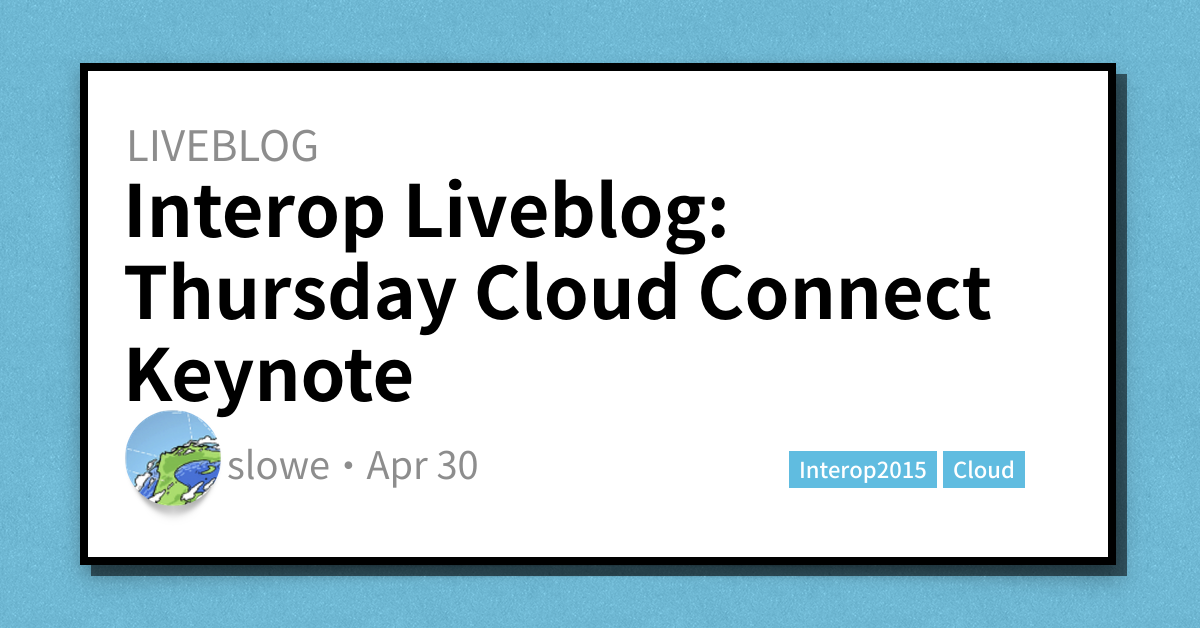 LIVEBLOG
Interop Liveblog:
Thursday Cloud Connect
Keynote
slowe • Apr 30
Interop2015
Cloud